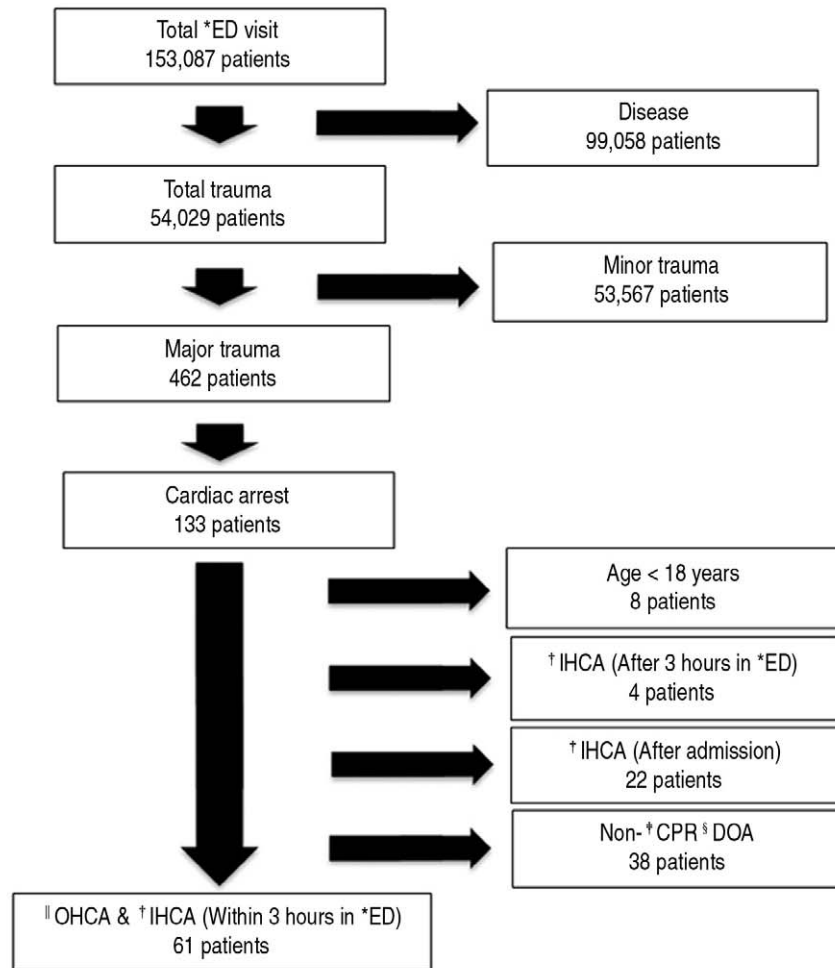 Total *ED visit
153,087 patients
Disease
99,058 patients
Total trauma
54,029 patients
Minor trauma
53,567 patients
Major trauma
462 patients
Cardiac arrest
133 patients
Age < 18 years
8 patients
†IHCA (After 3 hours in *ED)
4 patients
†IHCA (After admission)
22 patients
Non-‡CPR §DOA
38 patients
‖OHCA & †IHCA (Within 3 hours in *ED)
61 patients